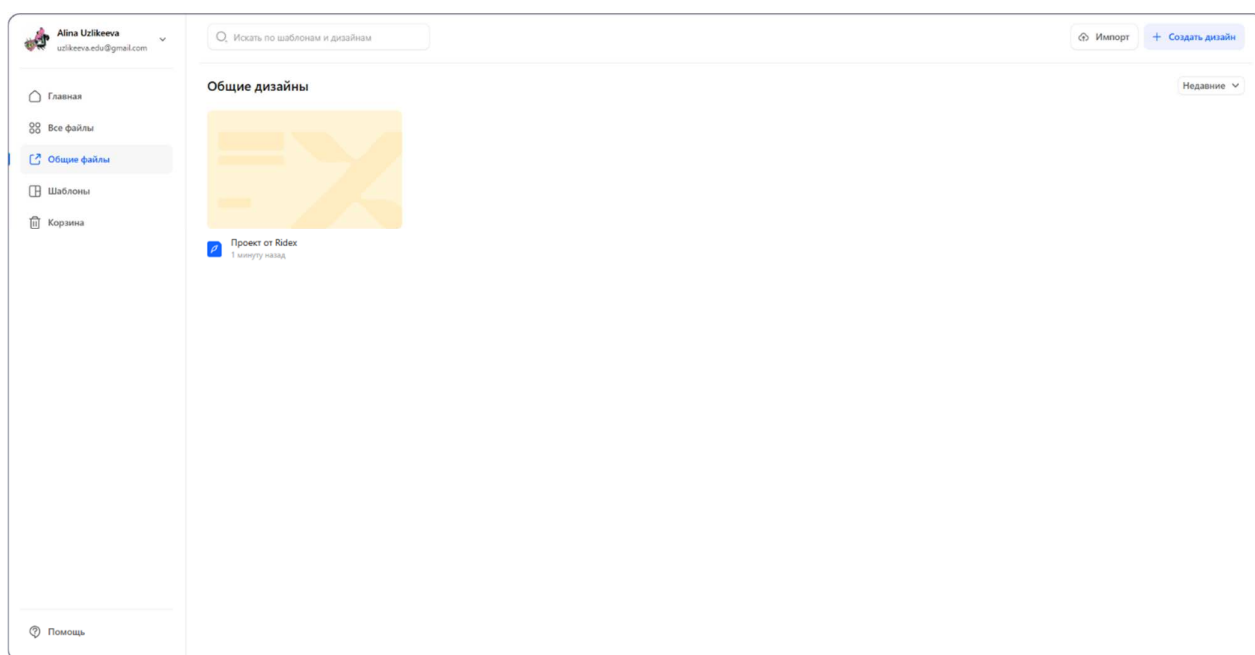 Alina Uzlikeeva
uzlikeeva.edu@gmail.com
Главная
Все файлы
Общие файлы
Шаблоны
Корзина
Помощь
Искать по шаблонам и дизайнам
Импорт
+ Создать дизайн
Общие дизайны
Недавние
Проект от Ridex
1 минуту назад